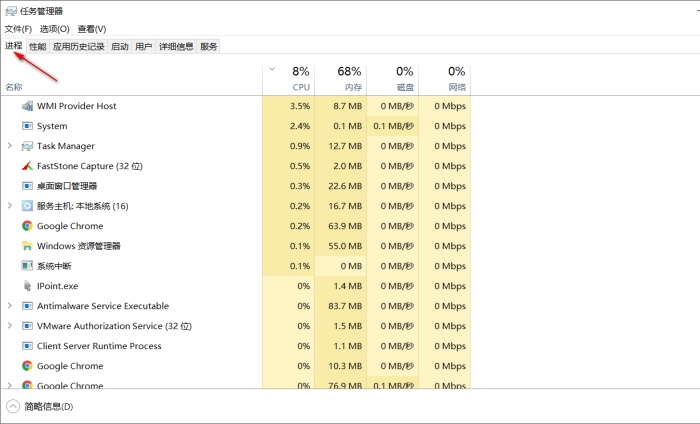 任务管理器
文件(F) 选项(O) 查看(V)
进程 性能 应用历史记录 启动 用户 详细信息 服务
8% 68% 0% 0%
名称 CPU 内存 磁盘 网络
WMI Provider Host 3.5% 8.7 MB 0 MB/秒 0 Mbps
System 2.4% 0.1 MB 0.1 MB/秒 0 Mbps
Task Manager 0.9% 12.7 MB 0 MB/秒 0 Mbps
FastStone Capture (32 位) 0.5% 2.0 MB 0 MB/秒 0 Mbps
桌面窗口管理器 0.3% 22.6 MB 0 MB/秒 0 Mbps
服务主机: 本地系统 (16) 0.2% 16.7 MB 0 MB/秒 0 Mbps
Google Chrome 0.2% 63.9 MB 0 MB/秒 0 Mbps
Windows 资源管理器 0.1% 55.0 MB 0 MB/秒 0 Mbps
系统中断 0.1% 0 MB 0 MB/秒 0 Mbps
IPoint.exe 0% 1.4 MB 0 MB/秒 0 Mbps
Antimalware Service Executable 0% 83.7 MB 0 MB/秒 0 Mbps
VMware Authorization Service (32 位) 0% 1.5 MB 0 MB/秒 0 Mbps
Client Server Runtime Process 0% 1.1 MB 0 MB/秒 0 Mbps
Google Chrome 0% 10.3 MB 0 MB/秒 0 Mbps
Google Chrome 0% 76.9 MB 0.1 MB/秒 0 Mbps
简略信息(D)